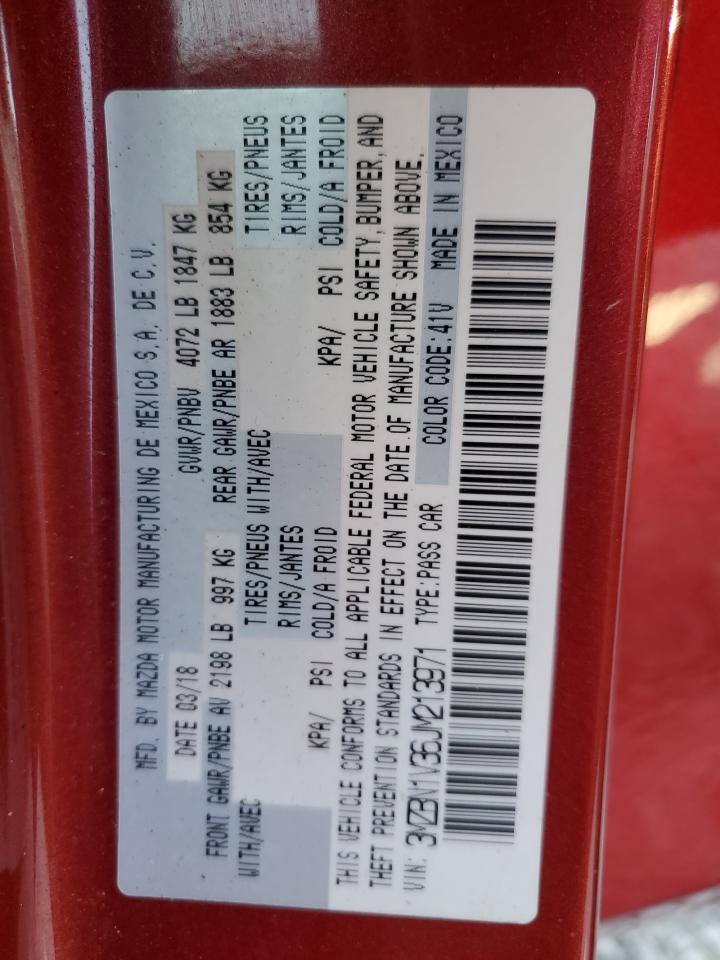 MFD. BY MAZDA MOTOR MANUFACTURING DE MEXICO S.A. DE C.V.
DATE 03/18 GVWR/PNBV 4072 LB 1847 KG
FRONT GAWR/PNBE AV 2198 LB 997 KG REAR GAWR/PNBE AR 1883 LB 854 KG
WITH/AVEC TIRES/PNEUS WITH/AVEC TIRES/PNEUS
RIMS/JANTES RIMS/JANTES
KPA/ PSI COLD/A FROID KPA/ PSI COLD/A FROID
THIS VEHICLE CONFORMS TO ALL APPLICABLE FEDERAL MOTOR VEHICLE SAFETY, BUMPER, AND
THEFT PREVENTION STANDARDS IN EFFECT ON THE DATE OF MANUFACTURE SHOWN ABOVE.
VIN: 3MZBN1V36JM213971 TYPE:PASS CAR COLOR CODE:41V MADE IN MEXICO